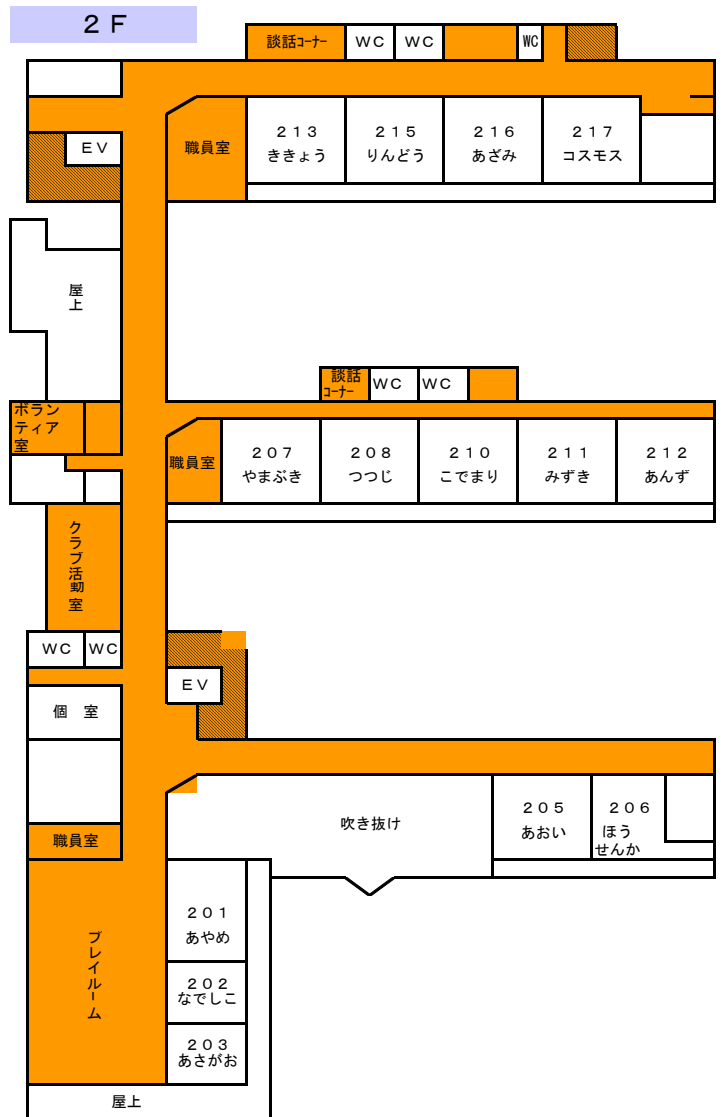 ２Ｆ
談話ｺｰﾅｰ
ＷＣ
ＷＣ
ＷＣ
ＥＶ
職員室
２１３
ききょう
２１５
りんどう
２１６
あざみ
２１７
コスモス
屋上
談話
ｺｰﾅｰ
ＷＣ
ＷＣ
ボラン
ティア
室
職員室
２０７
やまぶき
２０８
つつじ
２１０
こでまり
２１１
みずき
２１２
あんず
クラブ活動室
ＷＣ
ＷＣ
ＥＶ
個　室
吹き抜け
２０５
あおい
２０６
ほう
せんか
職員室
プレイルーム
２０１
あやめ
２０２
なでしこ
２０３
あさがお
屋上